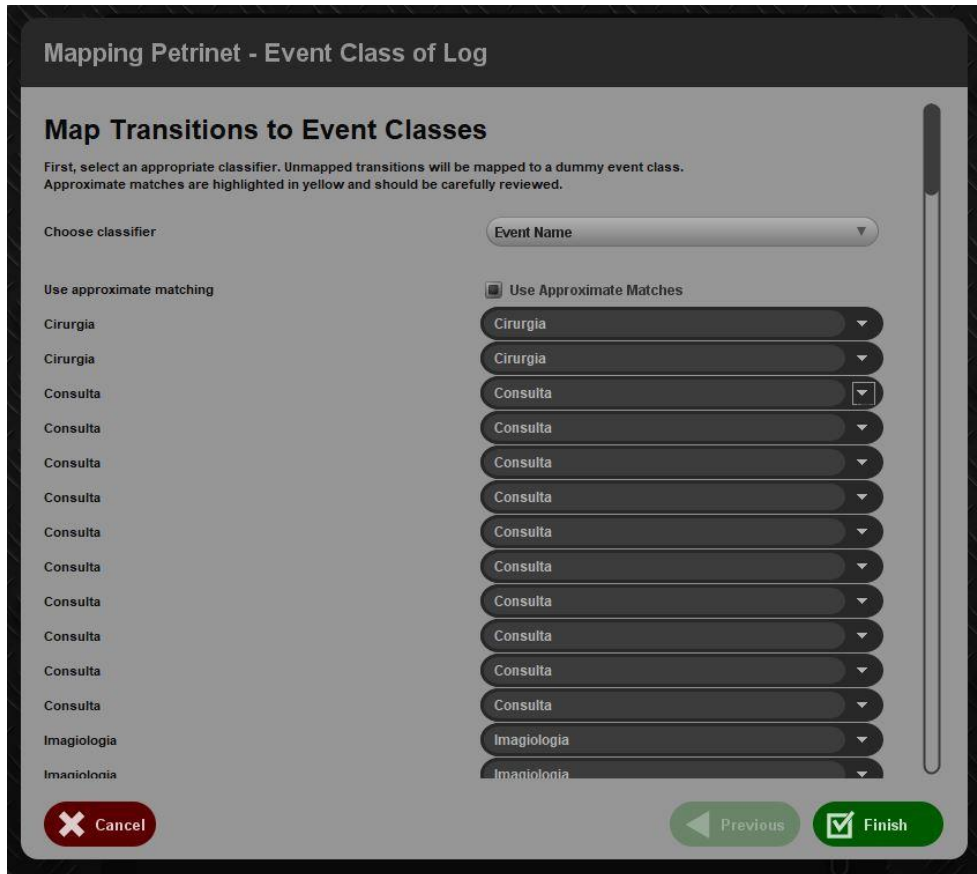 Mapping Petrinet - Event Class of Log
Map Transitions to Event Classes
First, select an appropriate classifier. Unmapped transitions will be mapped to a dummy event class.
Approximate matches are highlighted in yellow and should be carefully reviewed.
Choose classifier Event Name
Use approximate matching Use Approximate Matches
Cirurgia Cirurgia
Cirurgia Cirurgia
Consulta Consulta
Consulta Consulta
Consulta Consulta
Consulta Consulta
Consulta Consulta
Consulta Consulta
Consulta Consulta
Consulta Consulta
Consulta Consulta
Consulta Consulta
Imagiologia Imagiologia
Imagiologia Imagiologia
Cancel Previous Finish